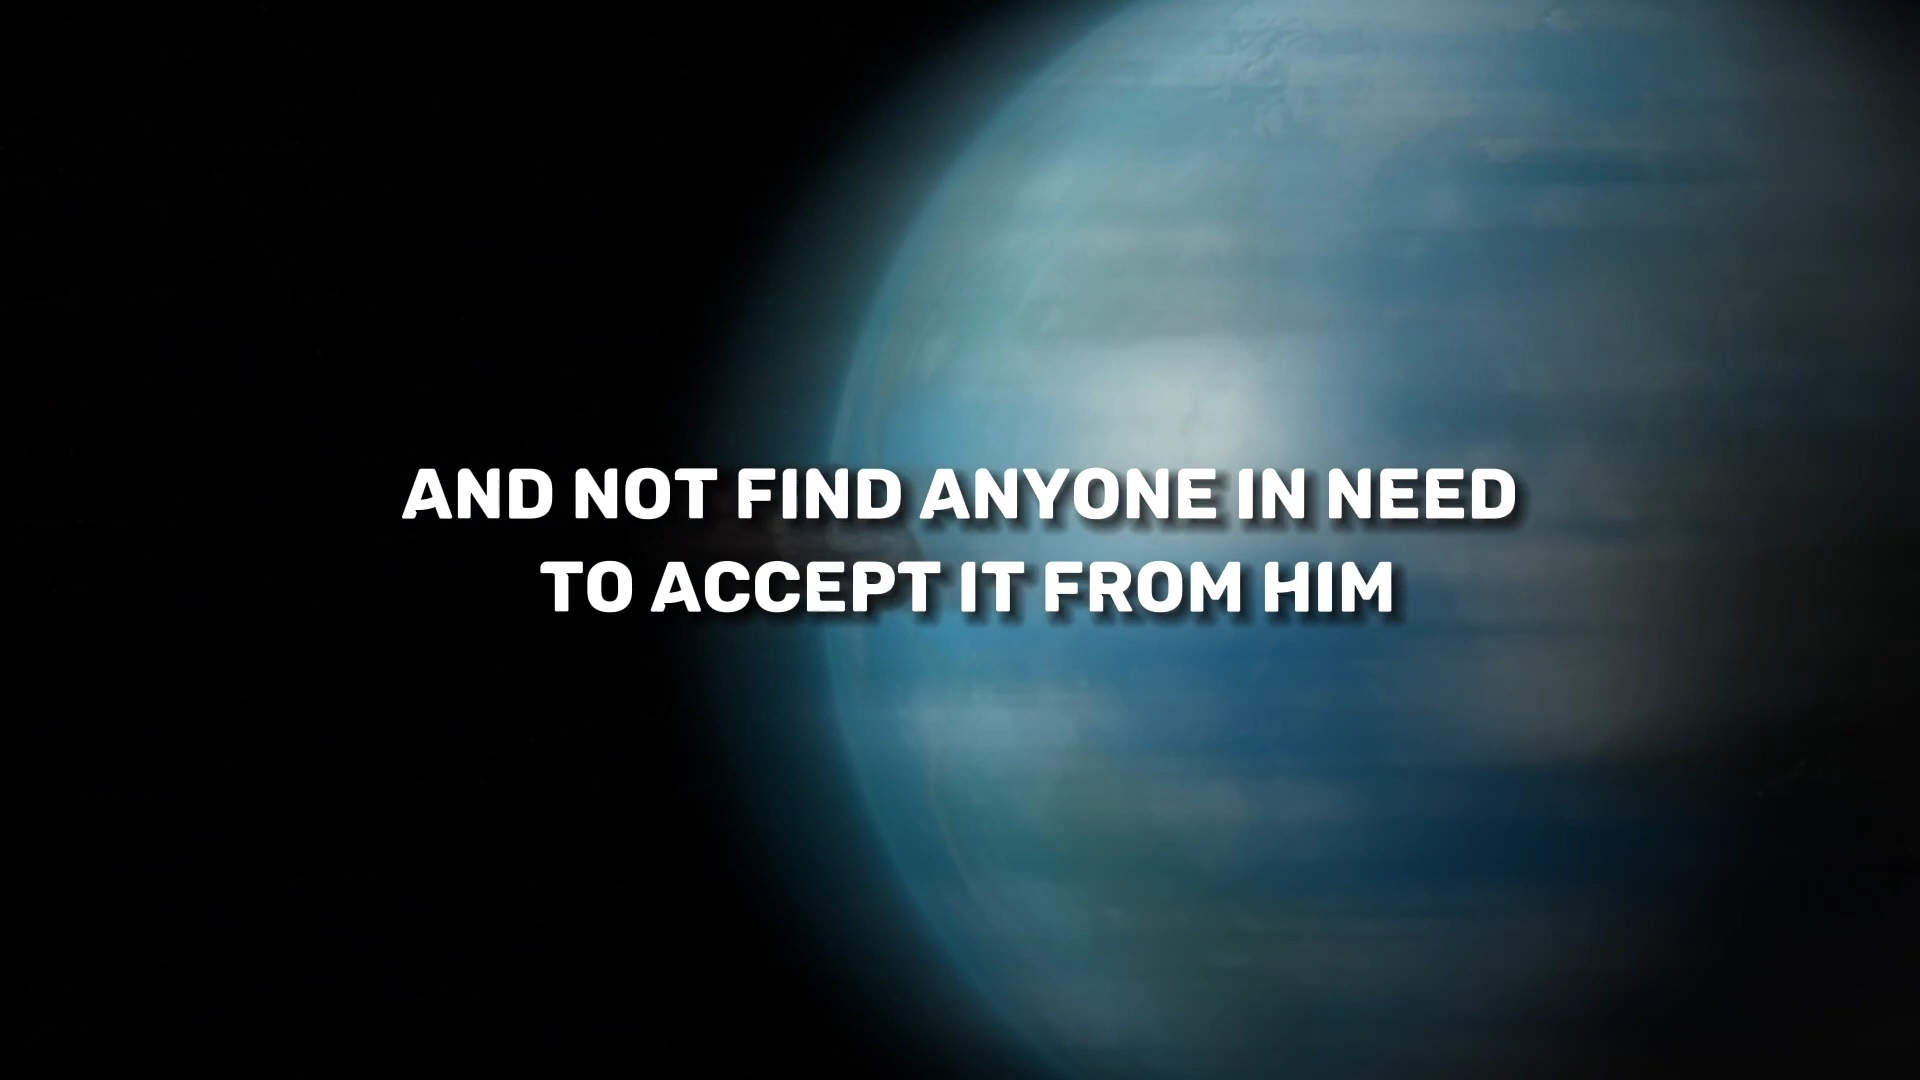 AND NOT FIND ANYONE IN NEED
TO ACCEPT IT FROM HIM